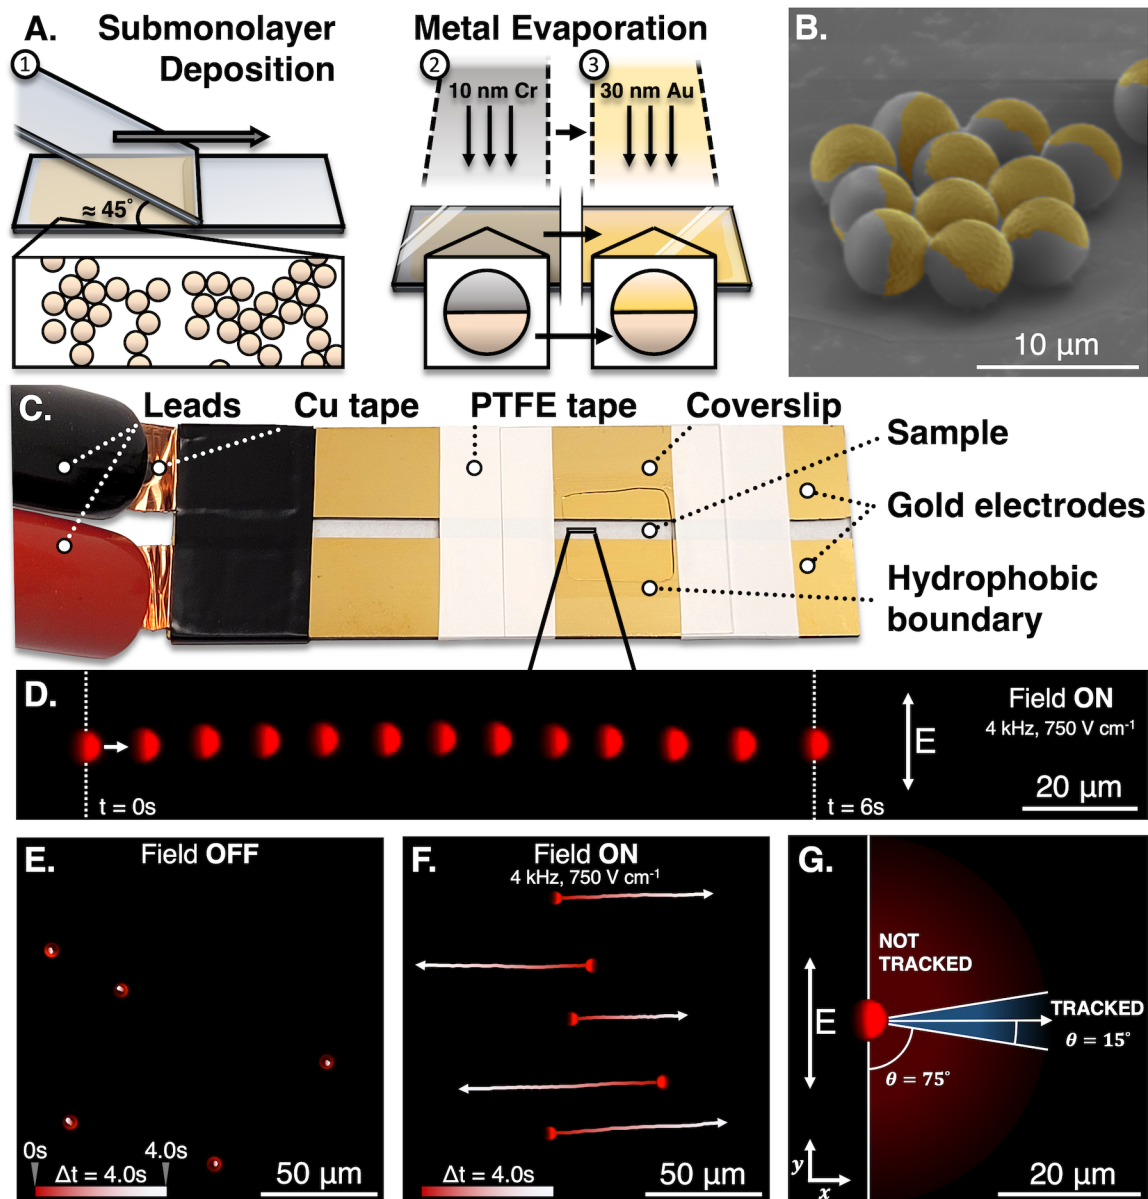 A.
Submonolayer
Deposition
1
≈ 45°
Metal Evaporation
2
10 nm Cr
3
30 nm Au
B.
10 µm
C.
Leads
Cu tape
PTFE tape
Coverslip
Sample
Gold electrodes
Hydrophobic
boundary
D.
t = 0s
t = 6s
E
Field ON
4 kHz, 750 V cm⁻¹
20 µm
E.
Field OFF
0s
4.0s
Δt = 4.0s
50 µm
F.
Field ON
4 kHz, 750 V cm⁻¹
Δt = 4.0s
50 µm
G.
NOT
TRACKED
E
TRACKED
θ = 15°
θ = 75°
y
x
20 µm